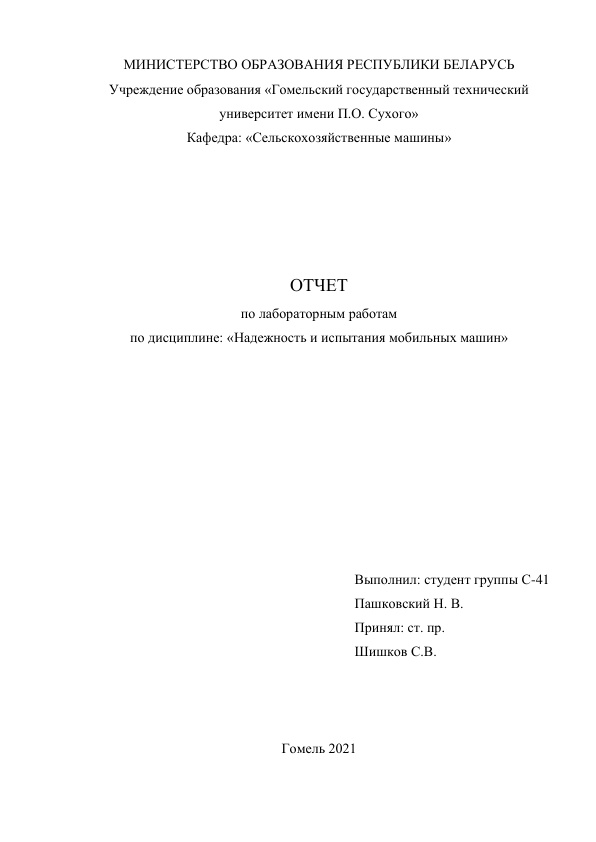 МИНИСТЕРСТВО ОБРАЗОВАНИЯ РЕСПУБЛИКИ БЕЛАРУСЬ
Учреждение образования «Гомельский государственный технический
университет имени П.О. Сухого»
Кафедра: «Сельскохозяйственные машины»
ОТЧЕТ
по лабораторным работам
по дисциплине: «Надежность и испытания мобильных машин»
Выполнил: студент группы С-41
Пашковский Н. В.
Принял: ст. пр.
Шишков С.В.
Гомель 2021